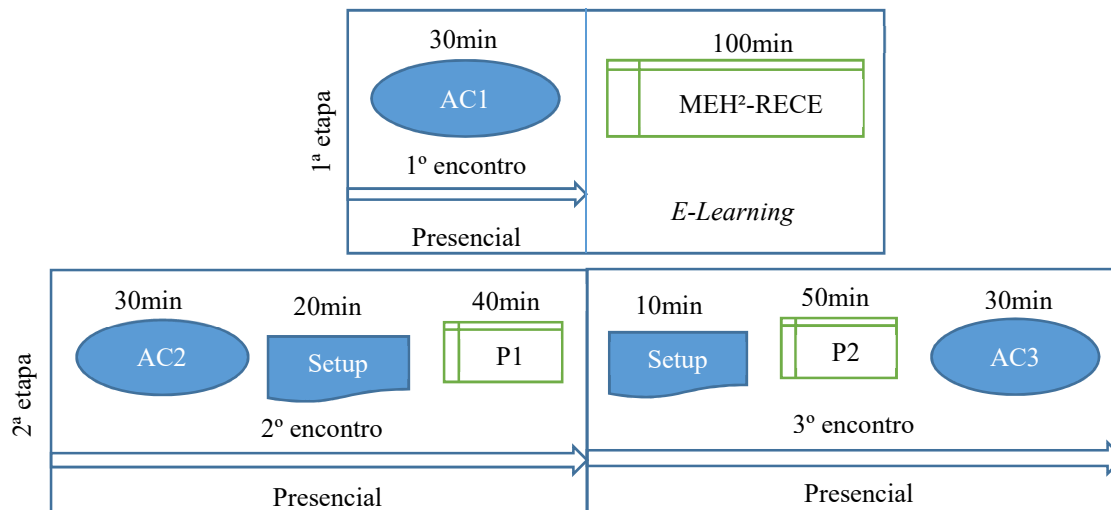 1ª etapa
30min
AC1
1º encontro
Presencial
100min
MEH²-RECE
E-Learning
2ª etapa
30min
AC2
20min
Setup
40min
P1
2º encontro
Presencial
10min
Setup
50min
P2
30min
AC3
3º encontro
Presencial